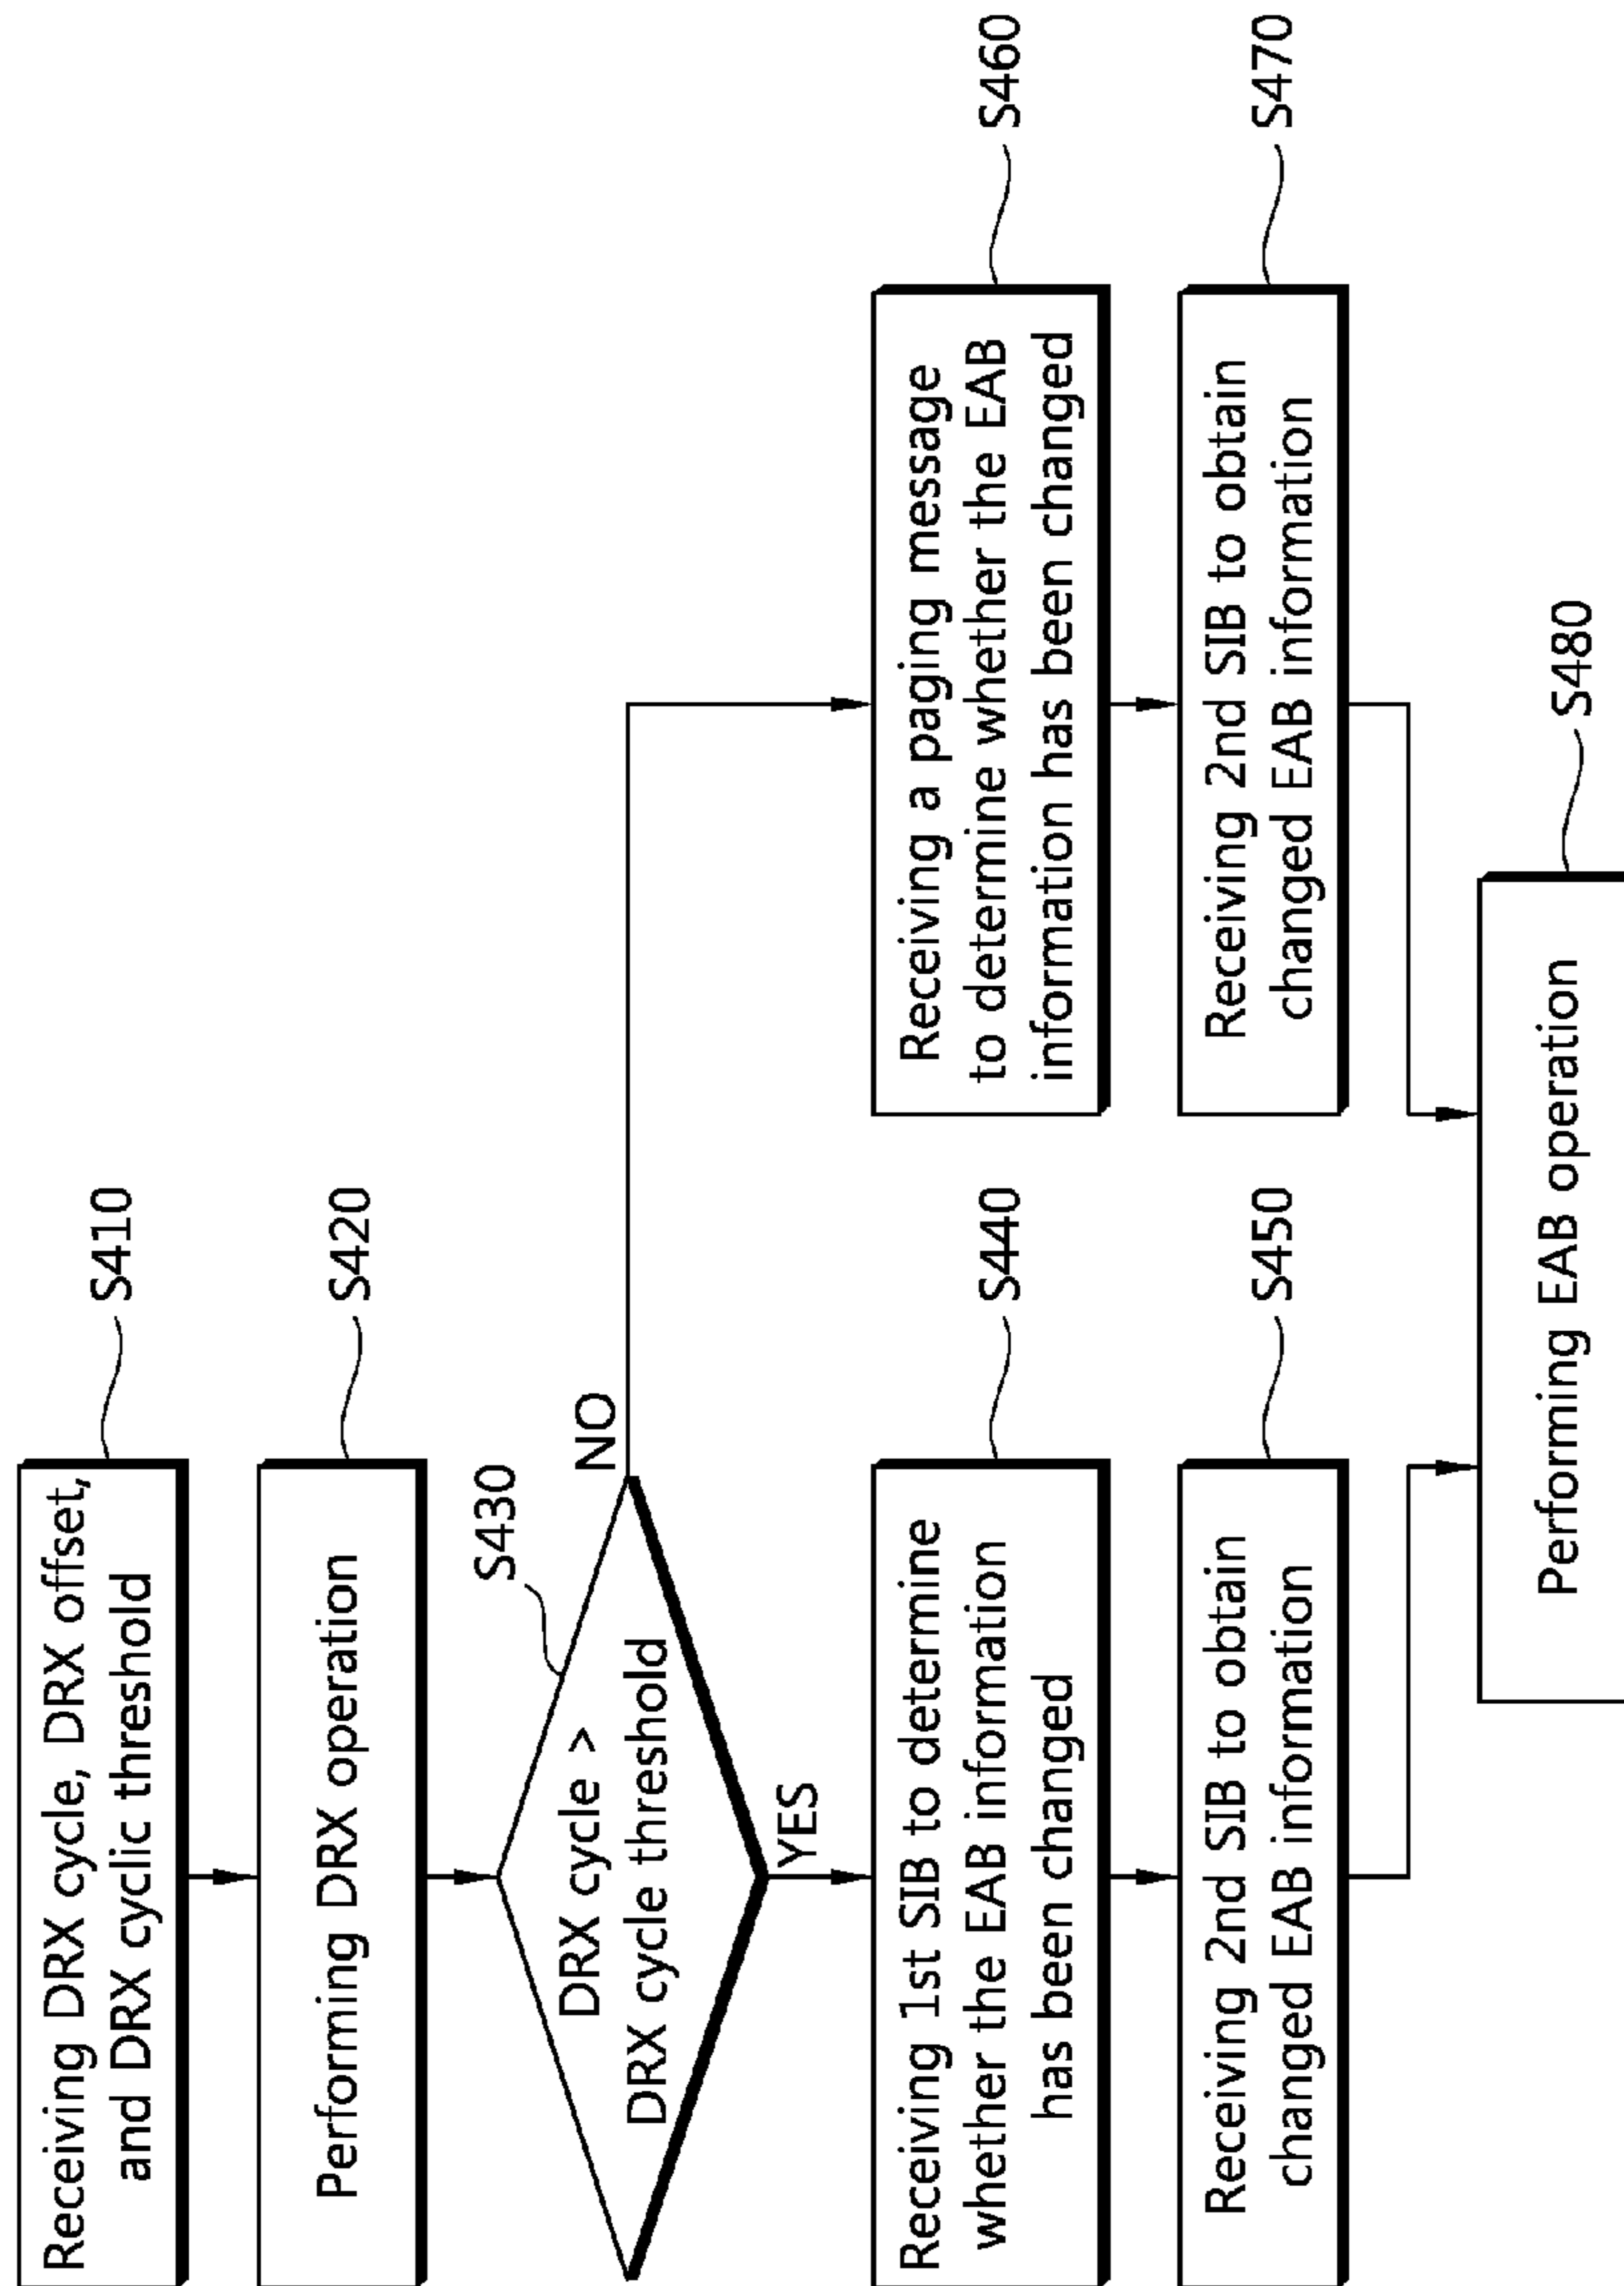 Receiving DRX cycle, DRX offset,
and DRX cyclic threshold
S410
Performing DRX operation
S420
S430
DRX cycle >
DRX cycle threshold
NO
YES
Receiving 1st SIB to determine
whether the EAB information
has been changed
S440
Receiving a paging message
to determine whether the EAB
information has been changed
S460
Receiving 2nd SIB to obtain
changed EAB information
S450
Receiving 2nd SIB to obtain
changed EAB information
S470
Performing EAB operation
S480